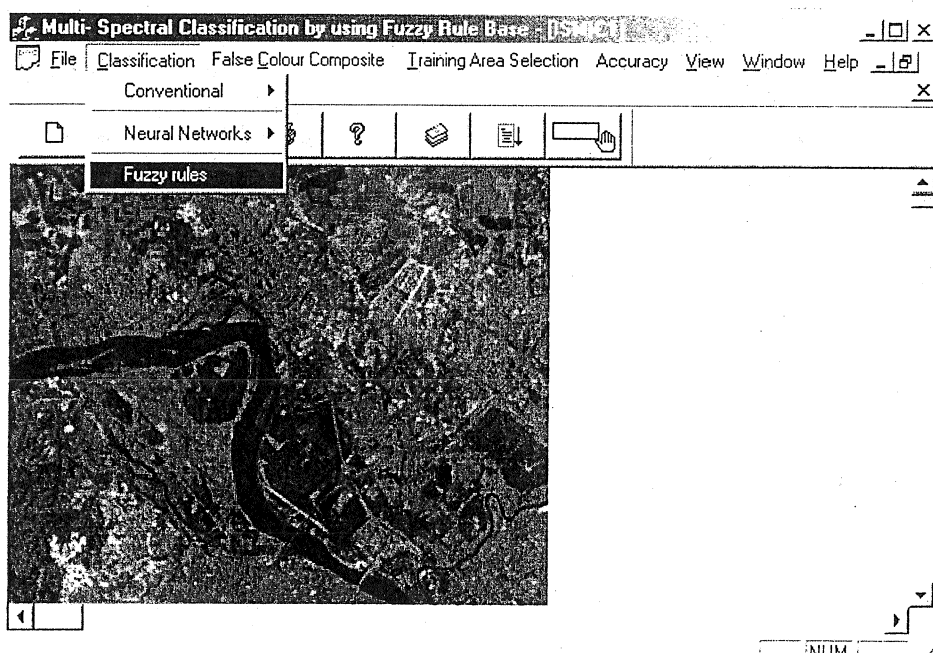 Multi- Spectral Classification by using Fuzzy Rule Base
File Classification False Colour Composite Training Area Selection Accuracy View Window Help
Conventional
Neural Networks
Fuzzy rules
NUM